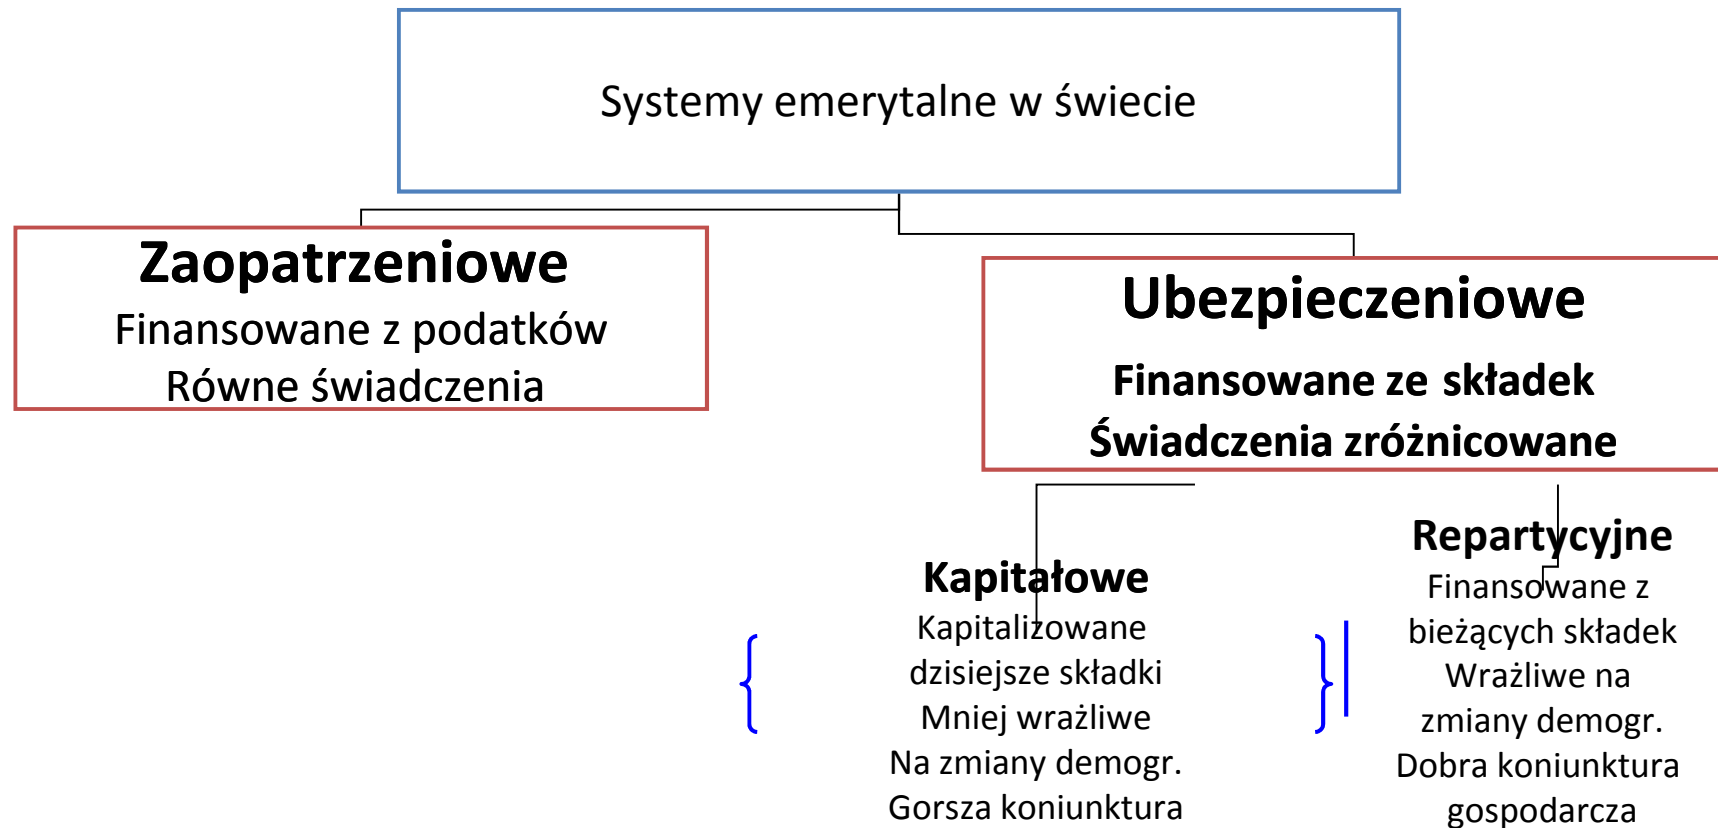 Systemy emerytalne w świecie
Zaopatrzeniowe
Finansowane z podatków
Równe świadczenia
Ubezpieczeniowe
Finansowane ze składek
Świadczenia zróżnicowane
Kapitałowe
Kapitalizowane
dzisiejsze składki
Mniej wrażliwe
Na zmiany demogr.
Gorsza koniunktura
Repartycyjne
Finansowane z
bieżących składek
Wrażliwe na
zmiany demogr.
Dobra koniunktura
gospodarcza